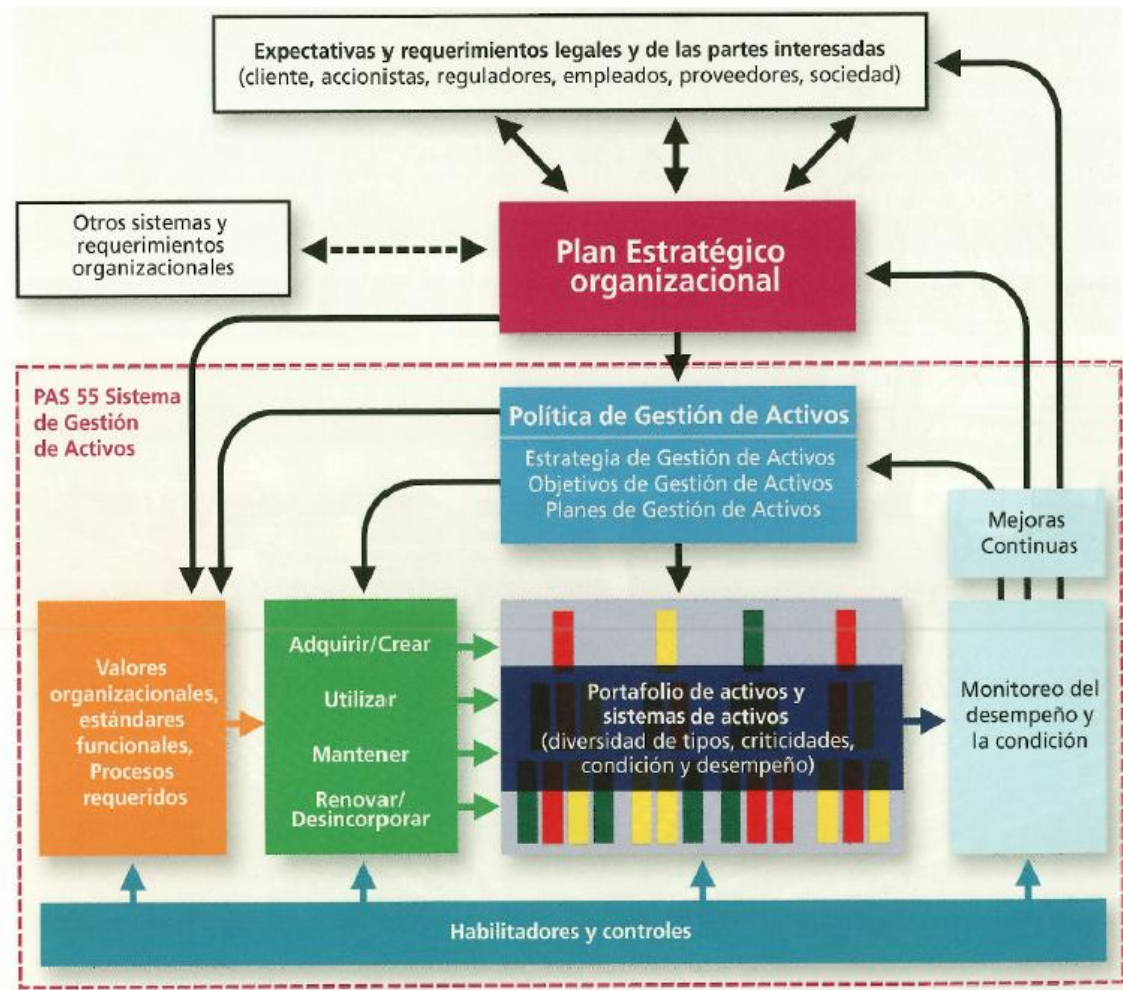 Expectativas y requerimientos legales y de las partes interesadas
(cliente, accionistas, reguladores, empleados, proveedores, sociedad)
Otros sistemas y
requerimientos
organizacionales
Plan Estratégico
organizacional
PAS 55 Sistema
de Gestión
de Activos
Política de Gestión de Activos
Estrategia de Gestión de Activos
Objetivos de Gestión de Activos
Planes de Gestión de Activos
Mejoras
Continuas
Valores
organizacionales,
estándares
funcionales,
Procesos
requeridos
Adquirir/Crear
Utilizar
Mantener
Renovar/
Desincorporar
Portafolio de activos y
sistemas de activos
(diversidad de tipos, criticidades,
condición y desempeño)
Monitoreo del
desempeño y
la condición
Habilitadores y controles